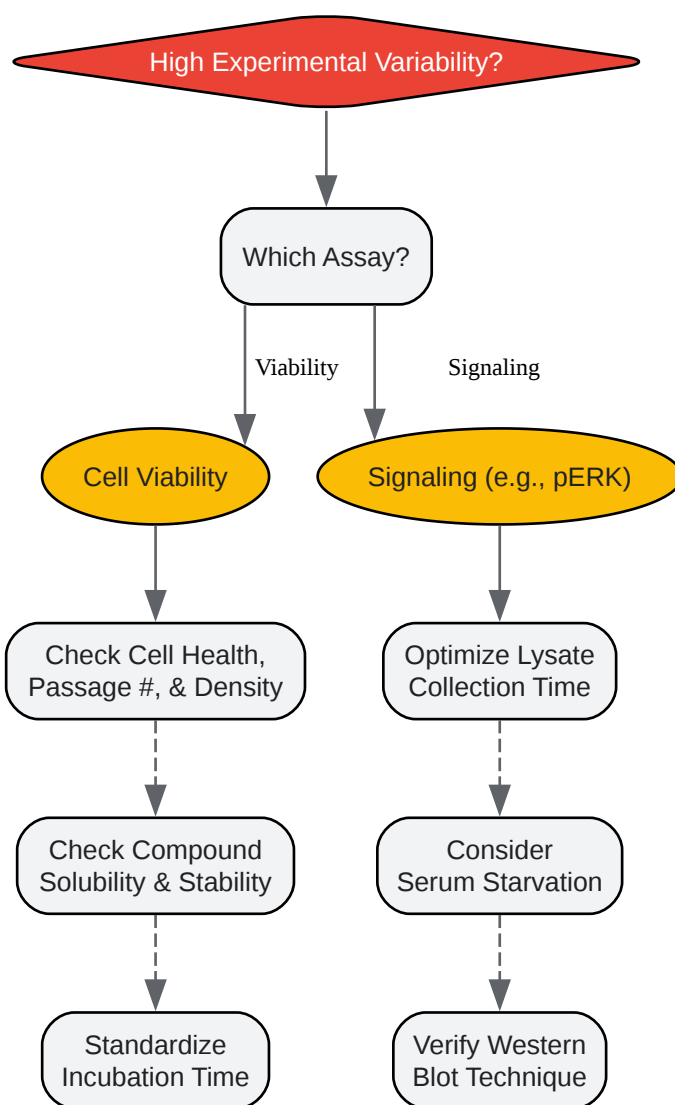 High Experimental Variability?
Which Assay?
Viability
Signaling
Cell Viability
Signaling (e.g., pERK)
Check Cell Health,
Passage #, & Density
Optimize Lysate
Collection Time
Check Compound
Solubility & Stability
Consider
Serum Starvation
Standardize
Incubation Time
Verify Western
Blot Technique